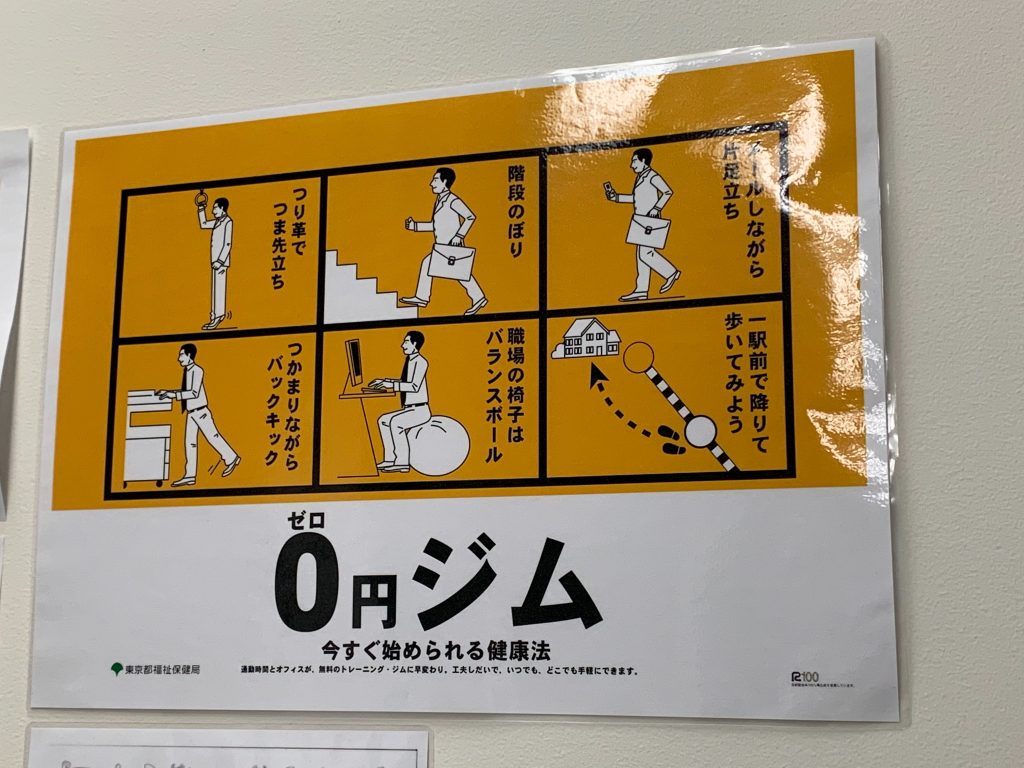 つり革で
つま先立ち
階段のぼり
メールしながら
片足立ち
つかまりながら
バックキック
職場の椅子は
バランスボール
一駅前で降りて
歩いてみよう
ゼロ
0円ジム
今すぐ始められる健康法
通勤時間とオフィスが、無料のトレーニング・ジムに早変わり。工夫しだいで、いつでも、どこでも手軽にできます。
東京都福祉保健局
R100